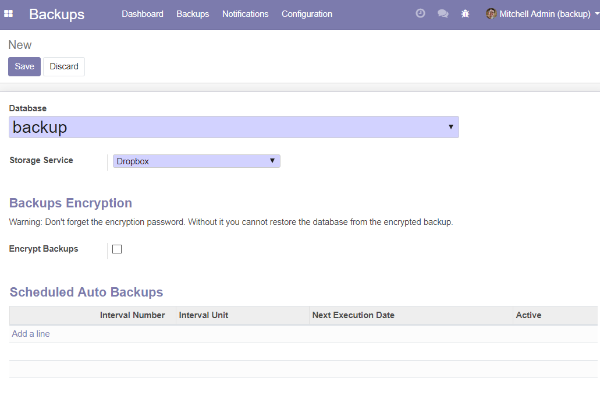 Backups Dashboard Backups Notifications Configuration Mitchell Admin (backup)
New
Save Discard
Database
backup
Storage Service Dropbox
Backups Encryption
Warning: Don't forget the encryption password. Without it you cannot restore the database from the encrypted backup.
Encrypt Backups
Scheduled Auto Backups
Interval Number Interval Unit Next Execution Date Active
Add a line